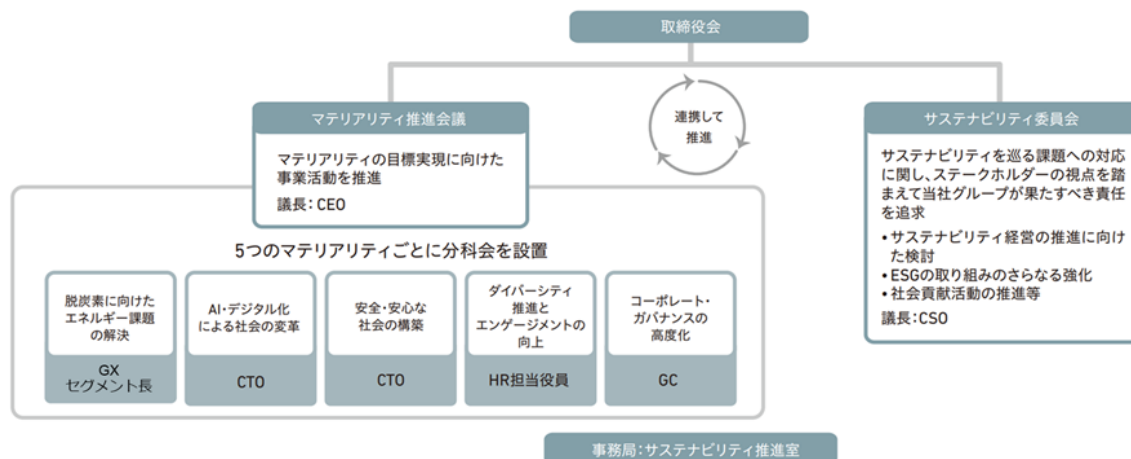 取締役会
マテリアリティ推進会議
マテリアリティの目標実現に向けた
事業活動を推進
議長：CEO
連携して
推進
サステナビリティ委員会
サステナビリティを巡る課題への対応
に関し、ステークホルダーの視点を踏
まえて当社グループが果たすべき責任
を追求
•サステナビリティ経営の推進に向け
た検討
•ESGの取り組みのさらなる強化
•社会貢献活動の推進等
議長：CSO
5つのマテリアリティごとに分科会を設置
脱炭素に向けた
エネルギー課題
の解決
GX
セグメント長
AI・デジタル化
による社会の変革
CTO
安全・安心な
社会の構築
CTO
ダイバーシティ
推進と
エンゲージメントの
向上
HR担当役員
コーポレート・
ガバナンスの
高度化
GC
事務局：サステナビリティ推進室